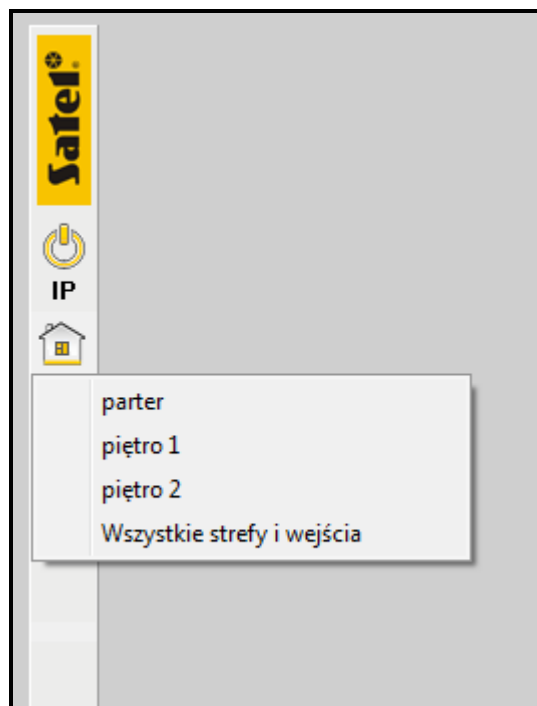 Satel®
IP
parter
piętro 1
piętro 2
Wszystkie strefy i wejścia